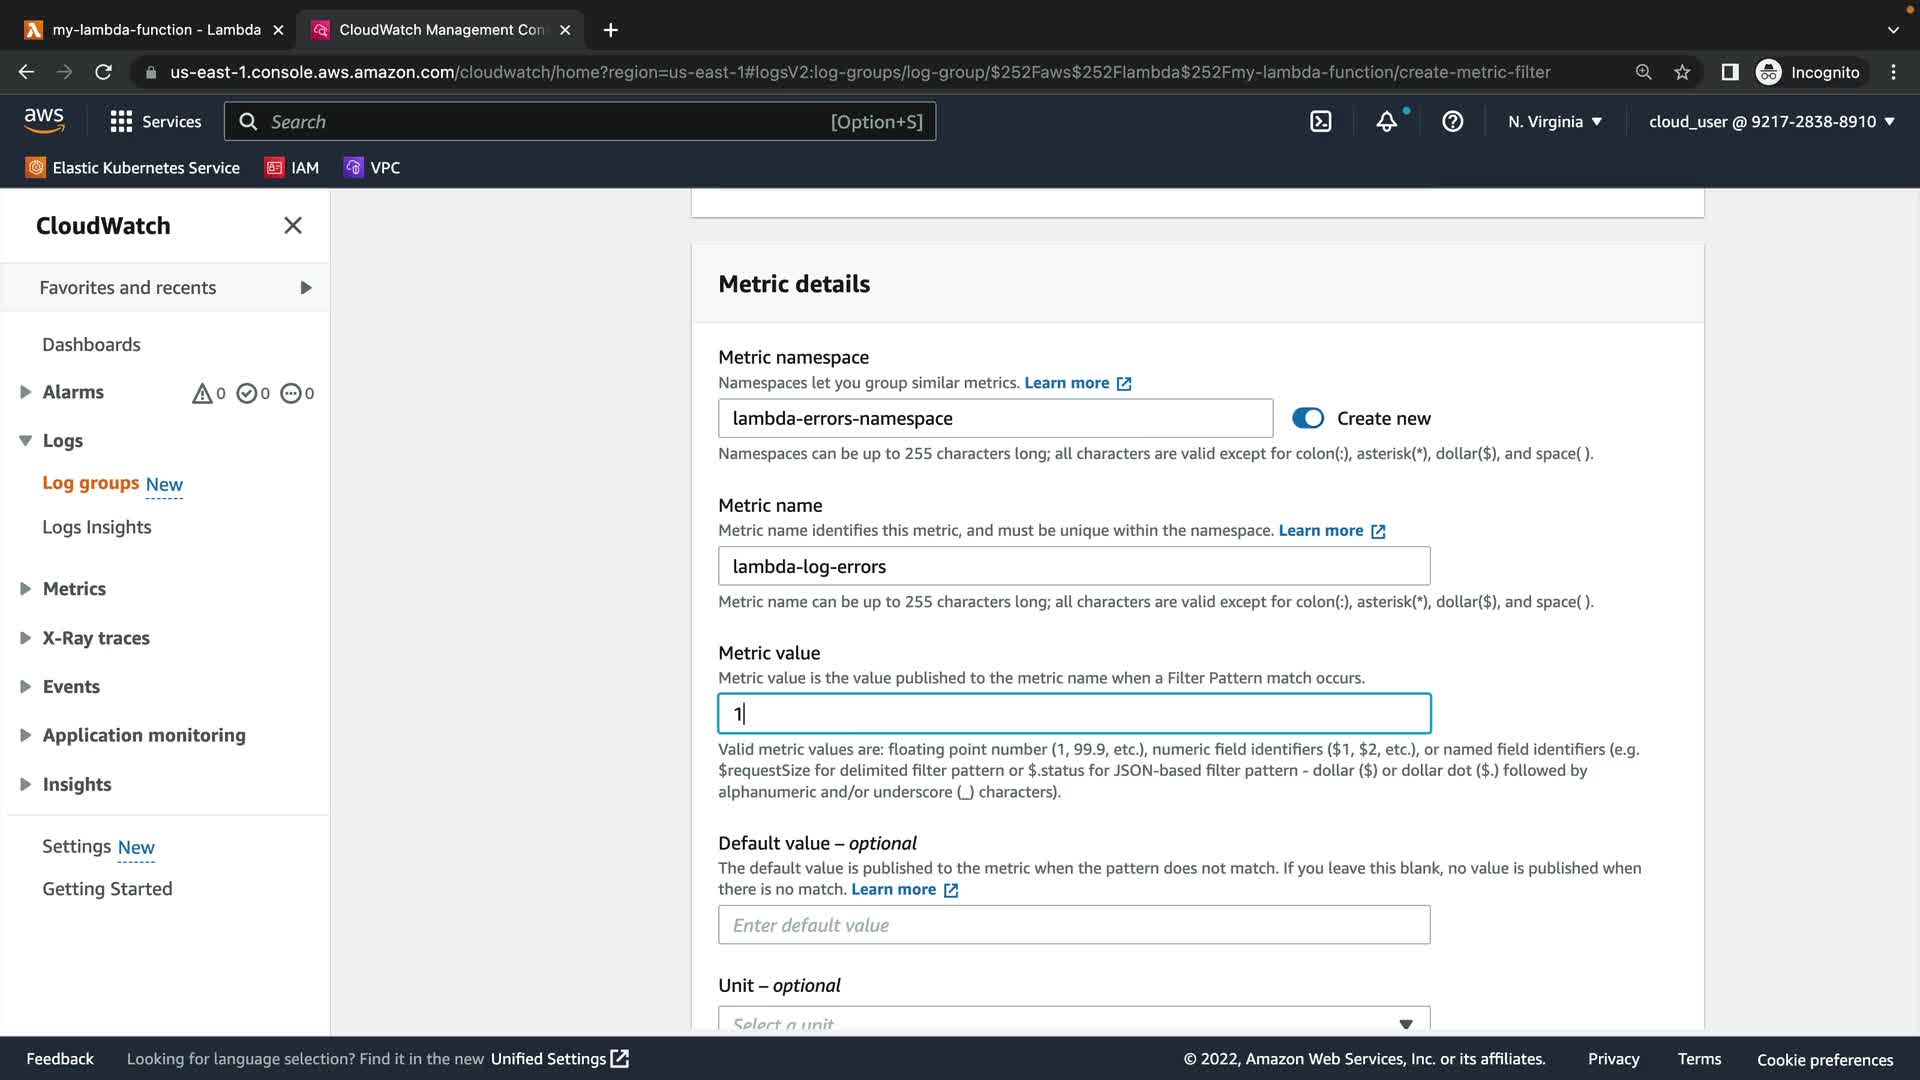 my-lambda-function - Lambda
CloudWatch Management Con
us-east-1.console.aws.amazon.com/cloudwatch/home?region=us-east-1#logsV2:log-groups/log-group/$252Faws$252Flambda$252Fmy-lambda-function/create-metric-filter
Incognito
aws
Services
Search
[Option+S]
N. Virginia
cloud_user @ 9217-2838-8910
Elastic Kubernetes Service
IAM
VPC
CloudWatch
Favorites and recents
Dashboards
Alarms
0
0
0
Logs
Log groups New
Logs Insights
Metrics
X-Ray traces
Events
Application monitoring
Insights
Settings New
Getting Started
Metric details
Metric namespace
Namespaces let you group similar metrics. Learn more
lambda-errors-namespace
Create new
Namespaces can be up to 255 characters long; all characters are valid except for colon(:), asterisk(*), dollar($), and space( ).
Metric name
Metric name identifies this metric, and must be unique within the namespace. Learn more
lambda-log-errors
Metric name can be up to 255 characters long; all characters are valid except for colon(:), asterisk(*), dollar($), and space( ).
Metric value
Metric value is the value published to the metric name when a Filter Pattern match occurs.
1
Valid metric values are: floating point number (1, 99.9, etc.), numeric field identifiers ($1, $2, etc.), or named field identifiers (e.g.
$requestSize for delimited filter pattern or $.status for JSON-based filter pattern - dollar ($) or dollar dot ($.) followed by
alphanumeric and/or underscore (_) characters).
Default value – optional
The default value is published to the metric when the pattern does not match. If you leave this blank, no value is published when
there is no match. Learn more
Enter default value
Unit – optional
Select a unit
Feedback
Looking for language selection? Find it in the new Unified Settings
© 2022, Amazon Web Services, Inc. or its affiliates.
Privacy
Terms
Cookie preferences